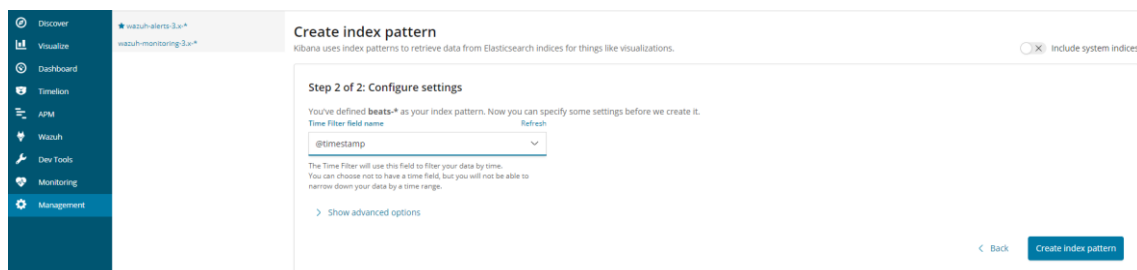 Discover
Visualize
Dashboard
Timelion
APM
Wazuh
Dev Tools
Monitoring
Management
wazuh-alerts-3.x-*
wazuh-monitoring-3.x-*
Create index pattern
Kibana uses index patterns to retrieve data from Elasticsearch indices for things like visualizations.
Include system indices
Step 2 of 2: Configure settings
You've defined beats-* as your index pattern. Now you can specify some settings before we create it.
Time Filter field name Refresh
@timestamp
The Time Filter will use this field to filter your data by time.
You can choose not to have a time field, but you will not be able to
narrow down your data by a time range.
Show advanced options
Back Create index pattern